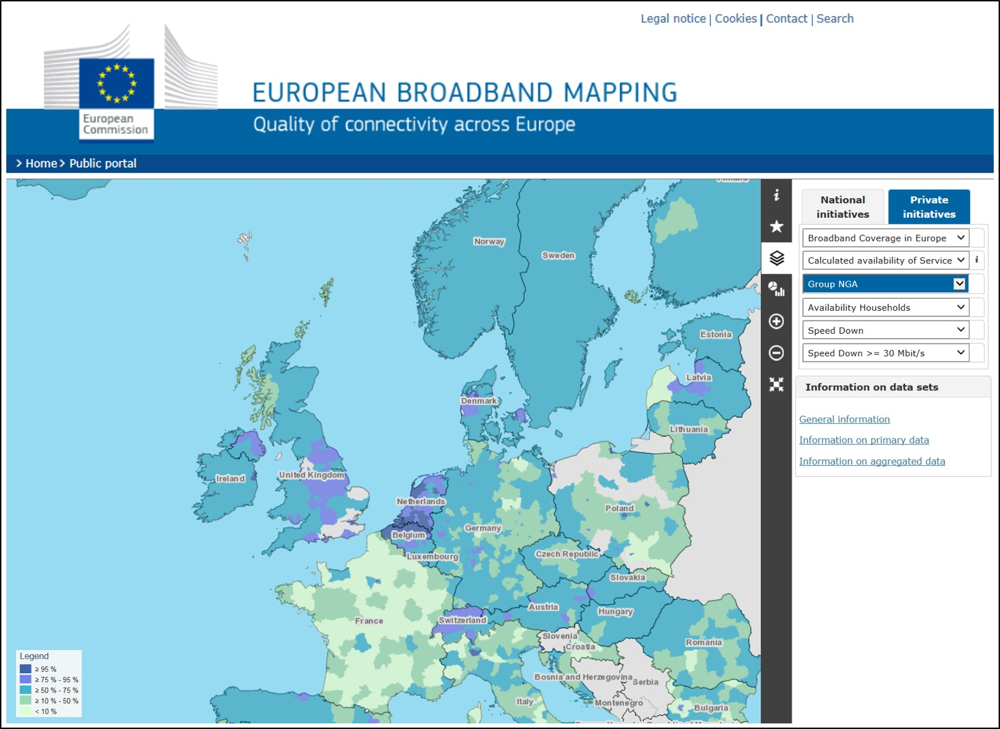 Legal notice | Cookies | Contact | Search
European
Commission
EUROPEAN BROADBAND MAPPING
Quality of connectivity across Europe
> Home > Public portal
Finland
Norway
Sweden
Estonia
Latvia
Denmark
Lithuania
Ireland
United Kingdom
Netherlands
Poland
Germany
Belgium
Luxembourg
Czech Republic
Slovakia
Austria
Hungary
France
Switzerland
Slovenia
Croatia
Romania
Bosnia and Herzegovina
Serbia
Italy
Montenegro
Bulgaria
Legend
≥ 95 %
≥ 75 % - 95 %
≥ 50 % - 75 %
≥ 10 % - 50 %
< 10 %
i
National
initiatives
Private
initiatives
Broadband Coverage in Europe
Calculated availability of Service
i
Group NGA
Availability Households
Speed Down
Speed Down >= 30 Mbit/s
Information on data sets
General information
Information on primary data
Information on aggregated data